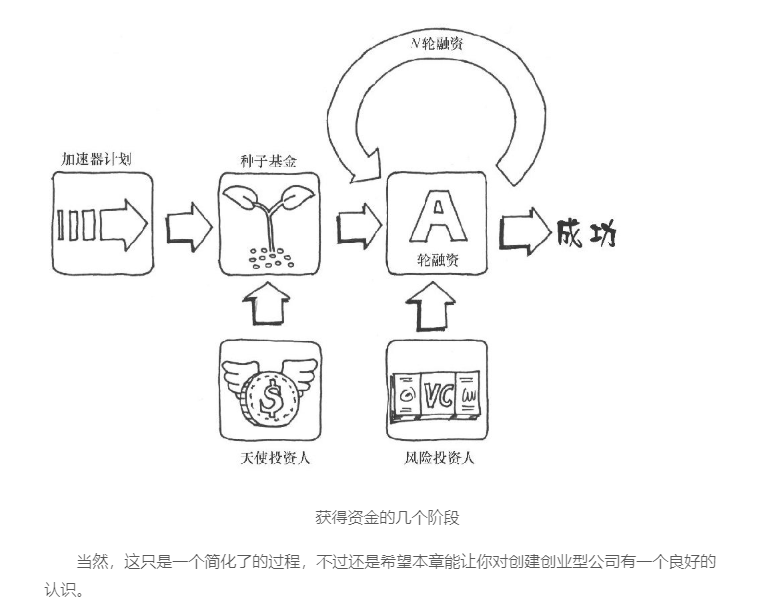 N轮融资
加速器计划
种子基金
A
轮融资
成功
$
VC
天使投资人
风险投资人
获得资金的几个阶段
当然，这只是一个简化了的过程，不过还是希望本章能让你对创建创业型公司有一个良好的
认识。